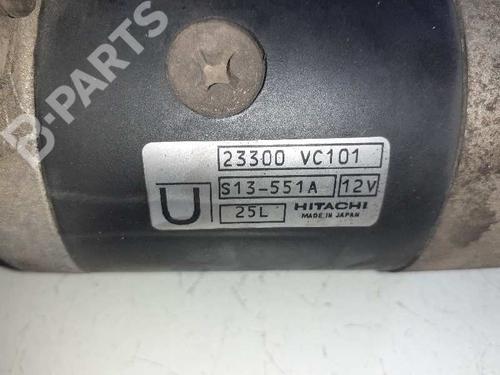 B-PARTS
23300 VC101
S13-551A 12V
U
25L HITACHI
MADE IN JAPAN